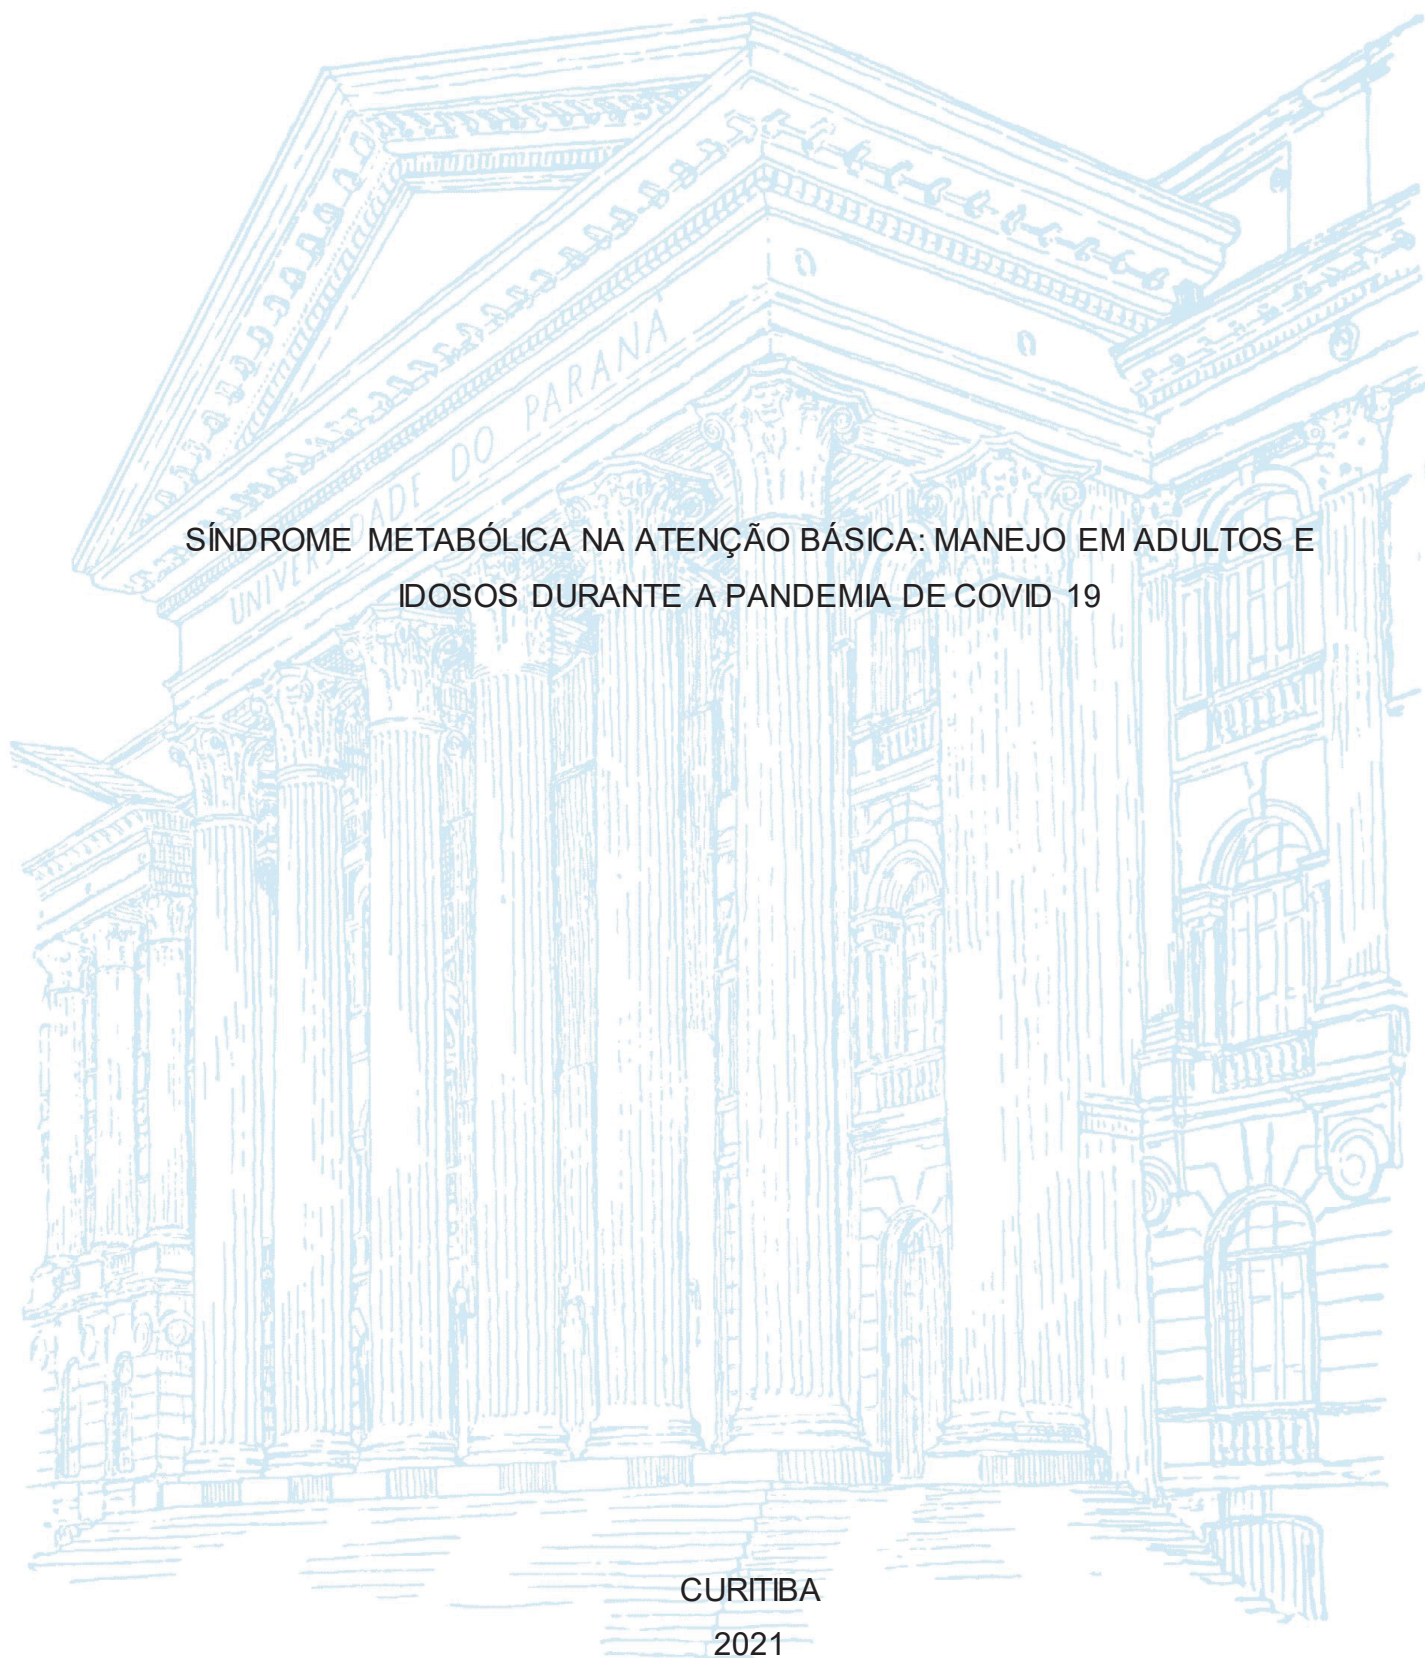 UNIVERSIDADE DO PARANÁ
SÍNDROME METABÓLICA NA ATENÇÃO BÁSICA: MANEJO EM ADULTOS E
IDOSOS DURANTE A PANDEMIA DE COVID 19
CURITIBA
2021